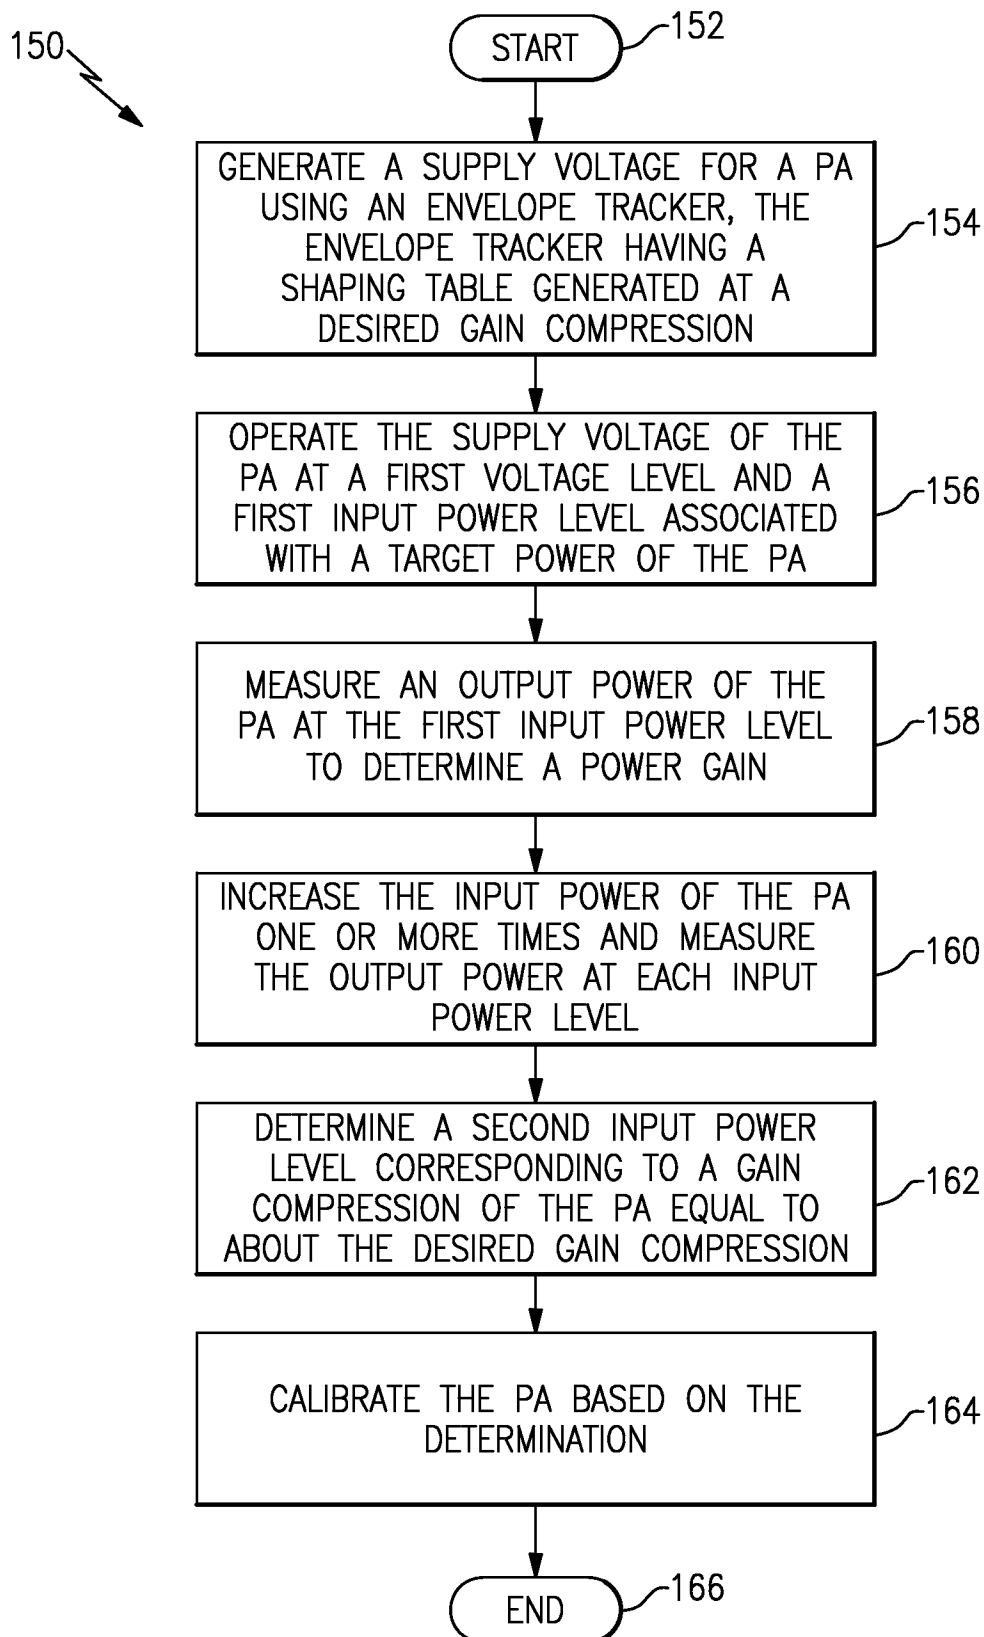 150
START
152
GENERATE A SUPPLY VOLTAGE FOR A PA
USING AN ENVELOPE TRACKER, THE
ENVELOPE TRACKER HAVING A
SHAPING TABLE GENERATED AT A
DESIRED GAIN COMPRESSION
154
OPERATE THE SUPPLY VOLTAGE OF THE
PA AT A FIRST VOLTAGE LEVEL AND A
FIRST INPUT POWER LEVEL ASSOCIATED
WITH A TARGET POWER OF THE PA
156
MEASURE AN OUTPUT POWER OF THE
PA AT THE FIRST INPUT POWER LEVEL
TO DETERMINE A POWER GAIN
158
INCREASE THE INPUT POWER OF THE PA
ONE OR MORE TIMES AND MEASURE
THE OUTPUT POWER AT EACH INPUT
POWER LEVEL
160
DETERMINE A SECOND INPUT POWER
LEVEL CORRESPONDING TO A GAIN
COMPRESSION OF THE PA EQUAL TO
ABOUT THE DESIRED GAIN COMPRESSION
162
CALIBRATE THE PA BASED ON THE
DETERMINATION
164
END
166